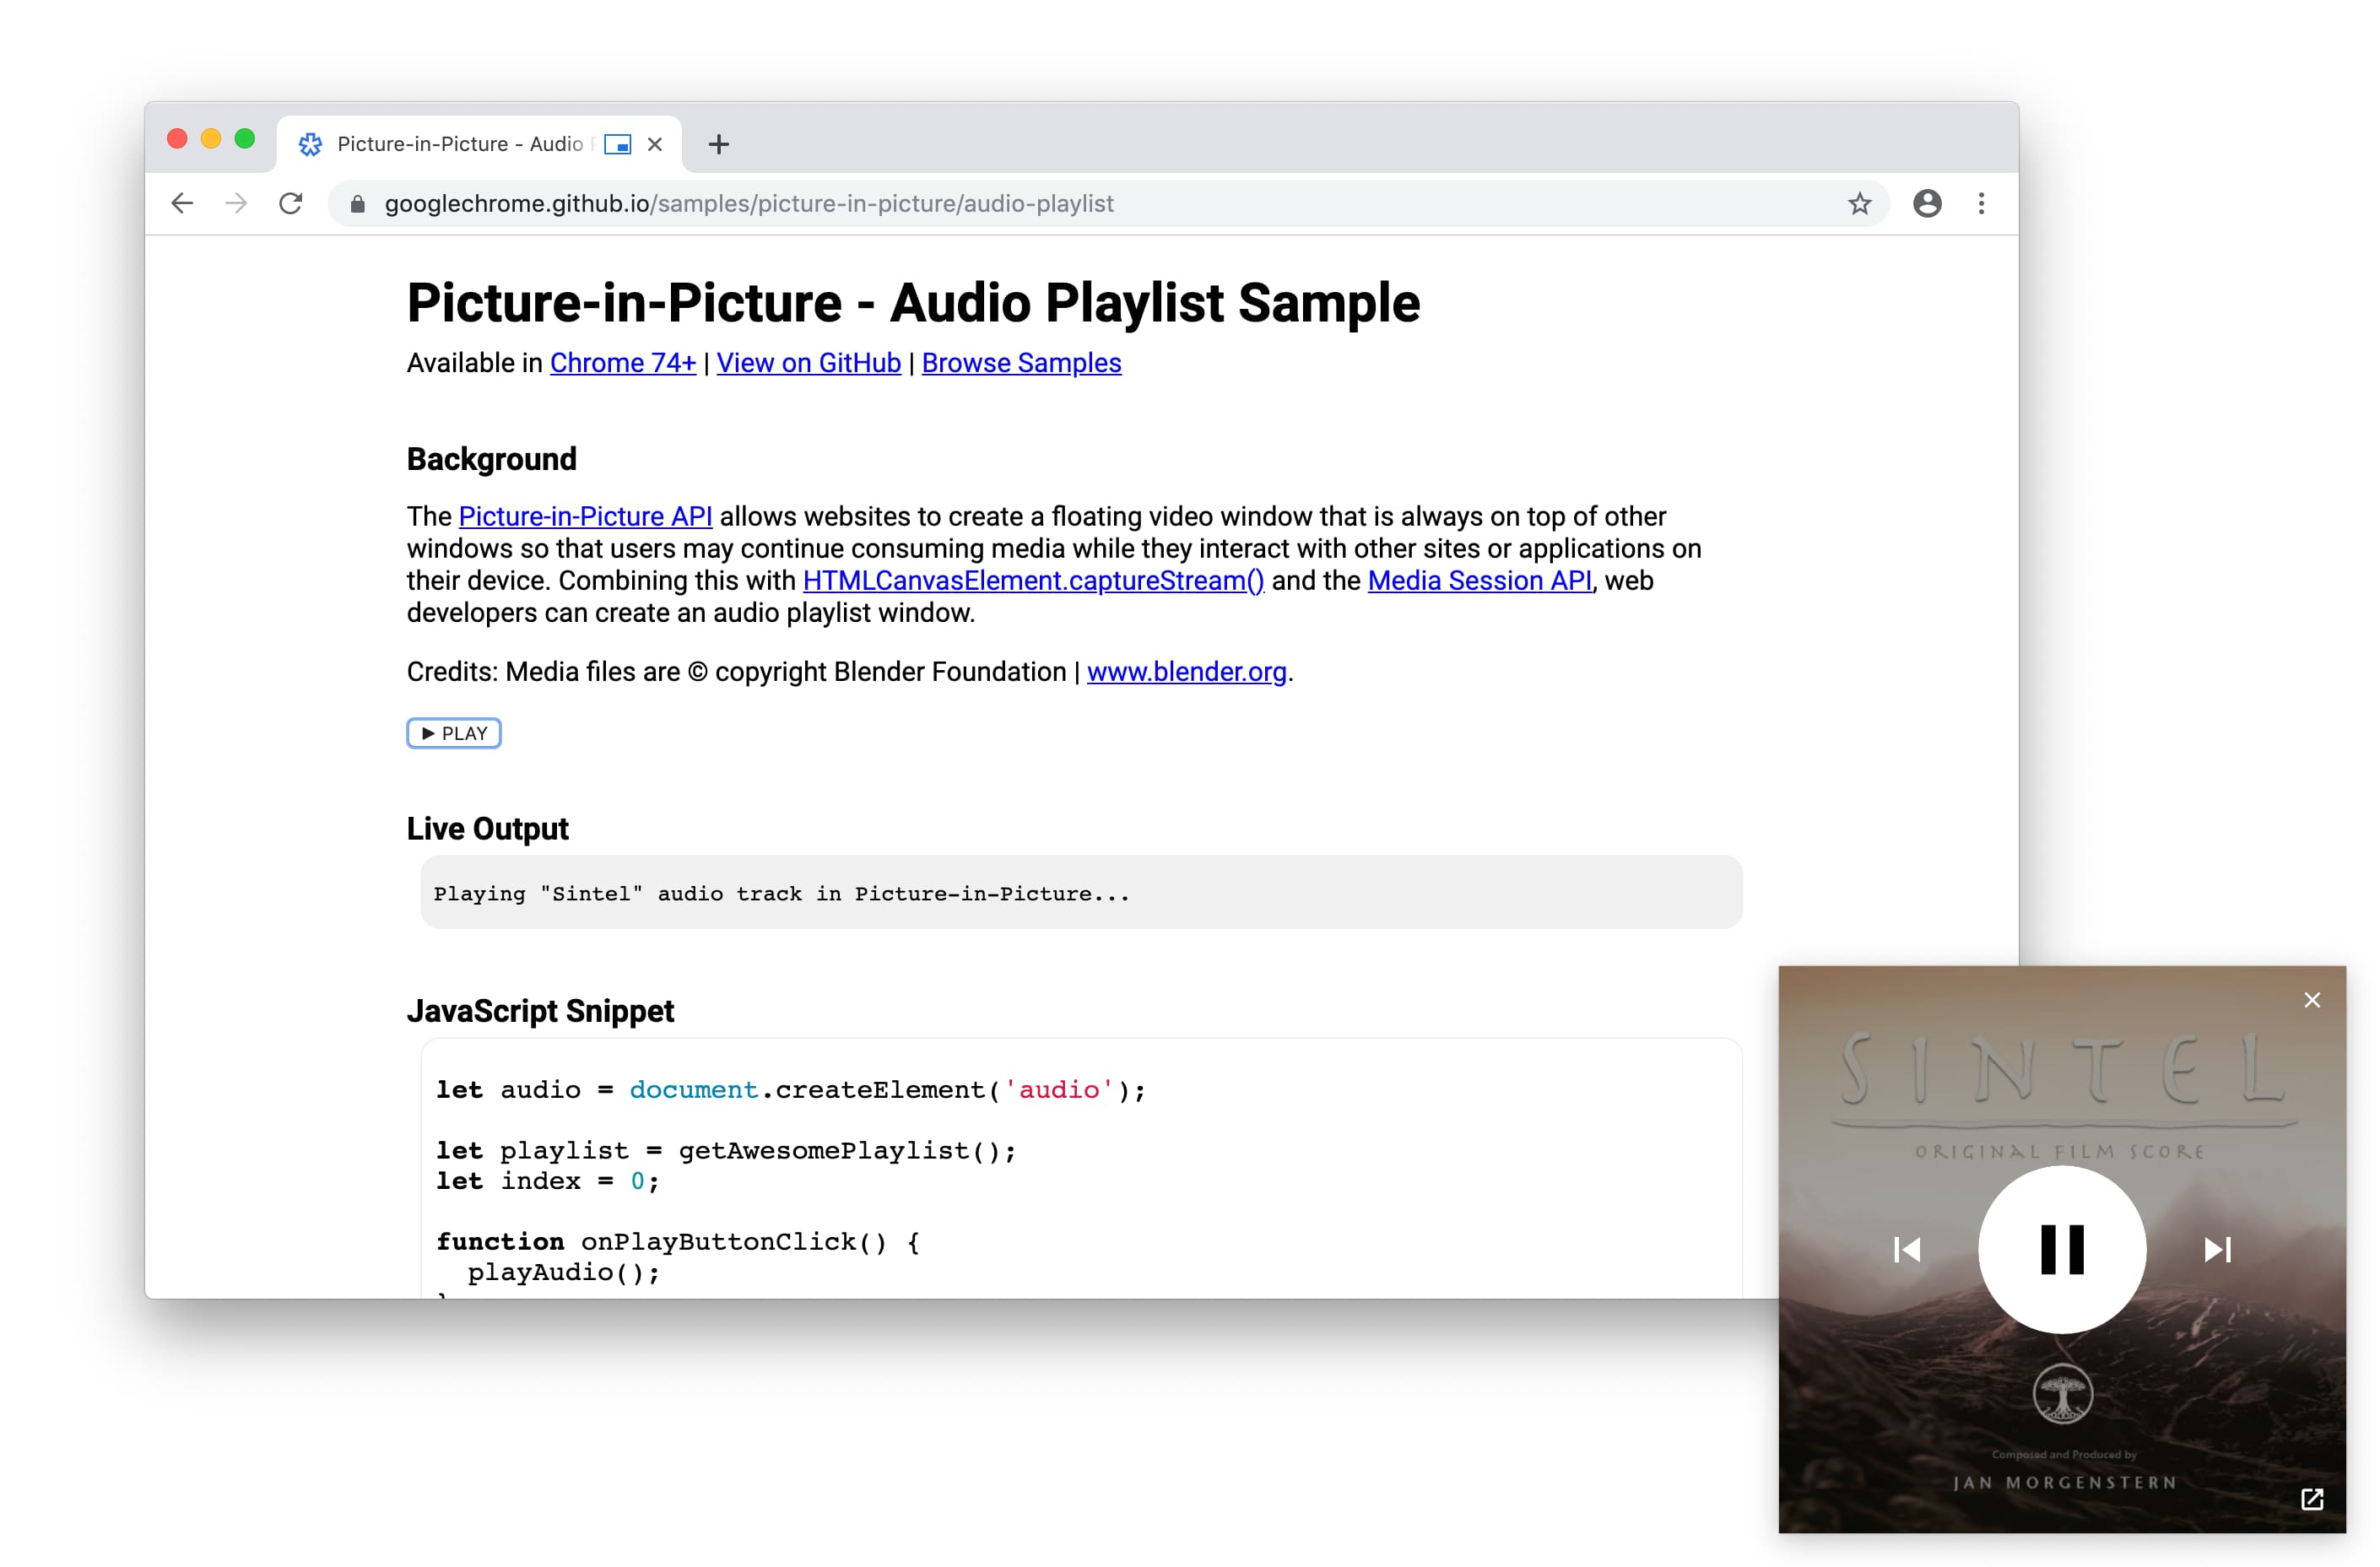 Picture-in-Picture - Audio
googlechrome.github.io/samples/picture-in-picture/audio-playlist
Picture-in-Picture - Audio Playlist Sample
Available in Chrome 74+ | View on GitHub | Browse Samples
Background
The Picture-in-Picture API allows websites to create a floating video window that is always on top of other
windows so that users may continue consuming media while they interact with other sites or applications on
their device. Combining this with HTMLCanvasElement.captureStream() and the Media Session API, web
developers can create an audio playlist window.
Credits: Media files are © copyright Blender Foundation | www.blender.org.
▶ PLAY
Live Output
Playing "Sintel" audio track in Picture-in-Picture...
JavaScript Snippet
let audio = document.createElement('audio');
let playlist = getAwesomePlaylist();
let index = 0;
function onPlayButtonClick() {
playAudio();
}
SINTEL
ORIGINAL FILM SCORE
Composed and Produced by
JAN MORGENSTERN